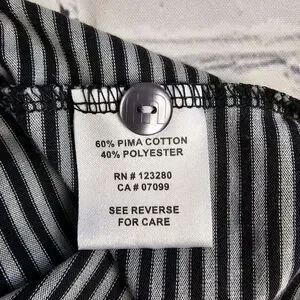 60% PIMA COTTON
40% POLYESTER
RN # 123280
CA # 07099
SEE REVERSE
FOR CARE